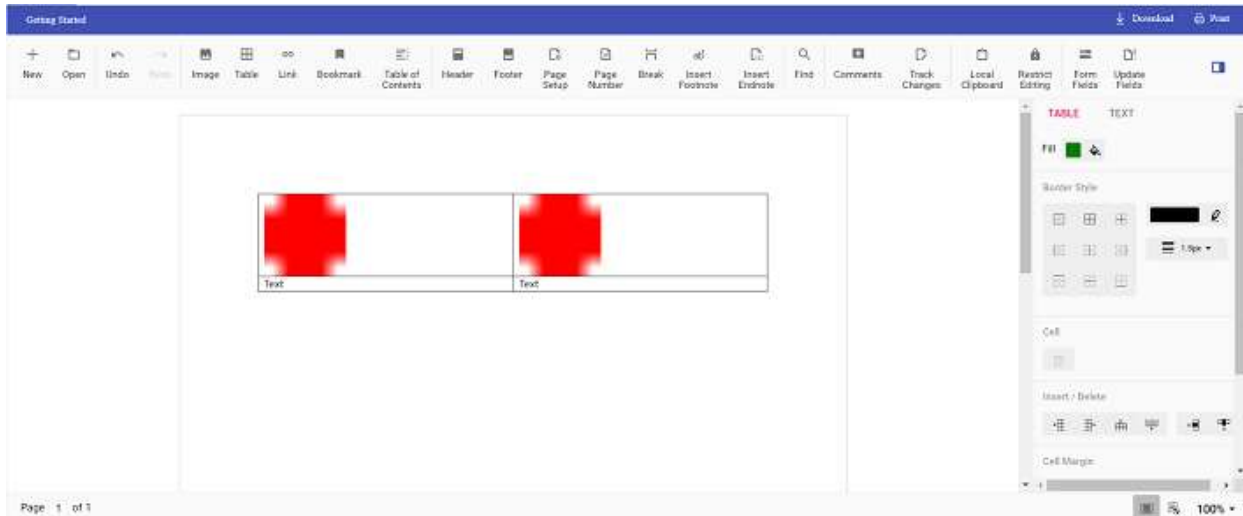 Getting Started Download Print
New Open Undo Image Table Link Bookmark Table of Contents Header Footer Page Setup Page Number Break Insert Footnote Insert Endnote Find Comments Track Changes Local Clipboard Restrict Editing Form Fields Update Fields
TABLE TEXT
Fill
Border Style
1.5px
Text Text
Cell
Insert / Delete
Cell Margin
Page 1 of 1 100%